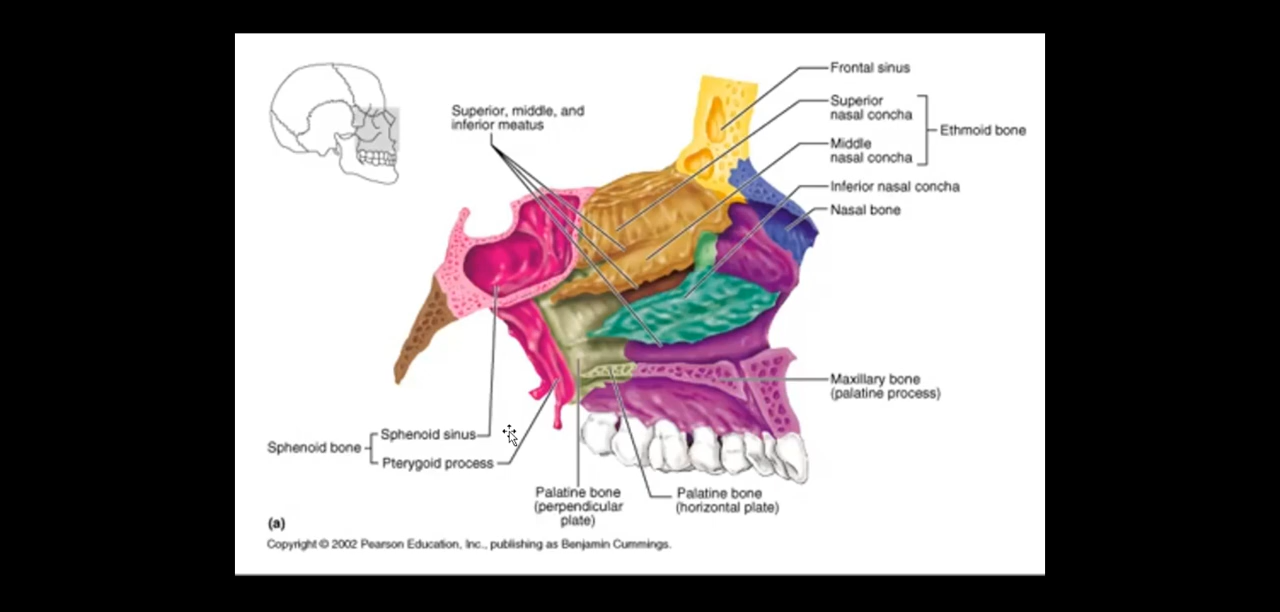 Frontal sinus
Superior
nasal concha
Ethmoid bone
Middle
nasal concha
Inferior nasal concha
Nasal bone
Superior, middle, and
inferior meatus
Maxillary bone
(palatine process)
Sphenoid bone
Sphenoid sinus
Pterygoid process
Palatine bone
(perpendicular
plate)
Palatine bone
(horizontal plate)
(a)
Copyright © 2002 Pearson Education, Inc., publishing as Benjamin Cummings.